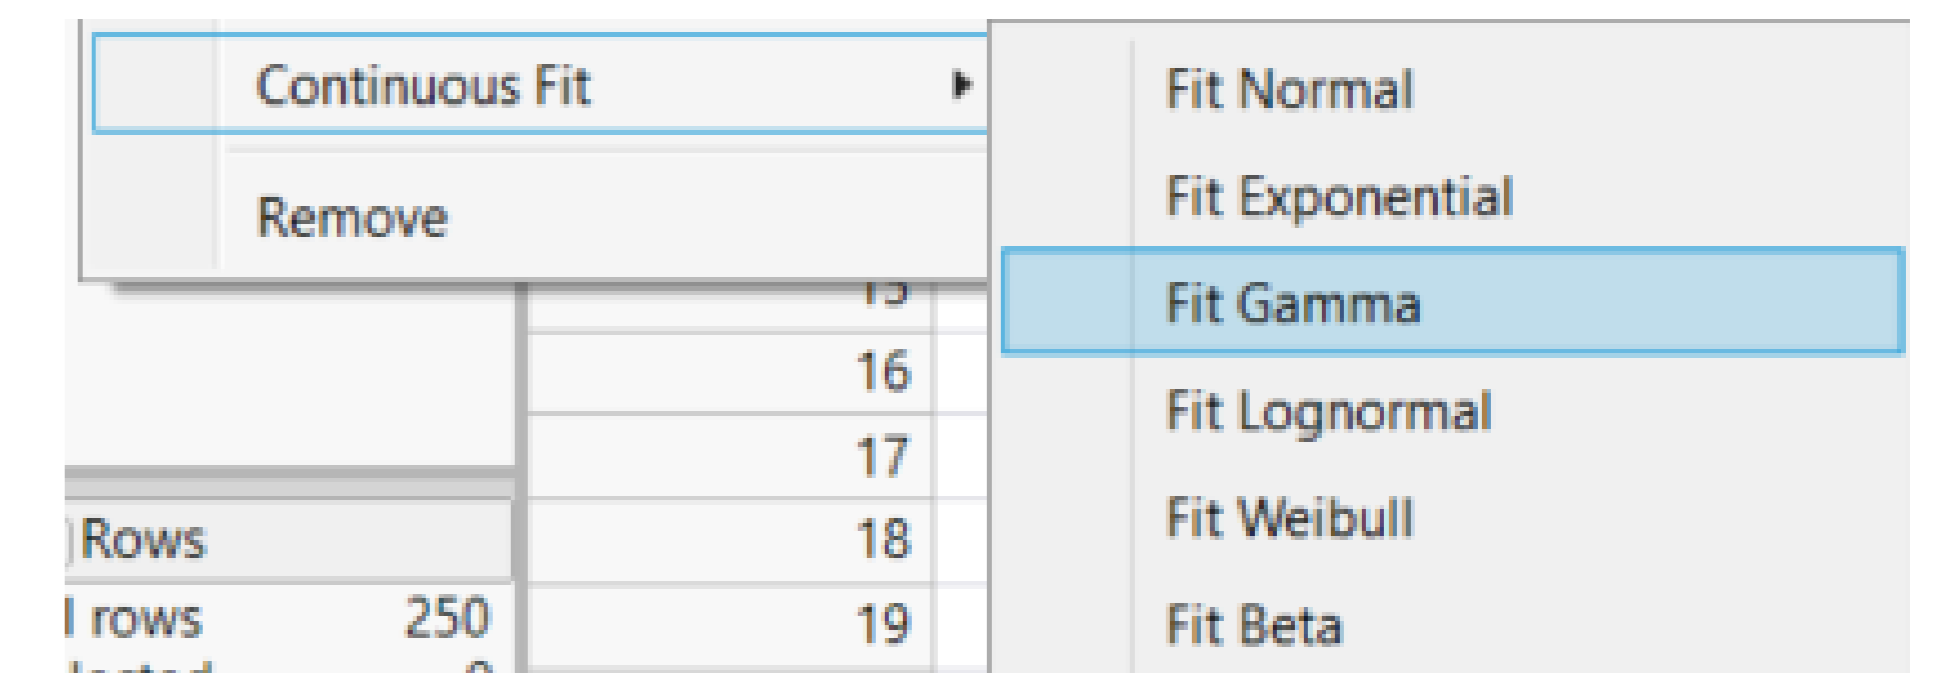 Continuous Fit
Remove
Fit Normal
Fit Exponential
Fit Gamma
Fit Lognormal
Fit Weibull
Fit Beta
15
16
17
18
19
Rows
rows 250